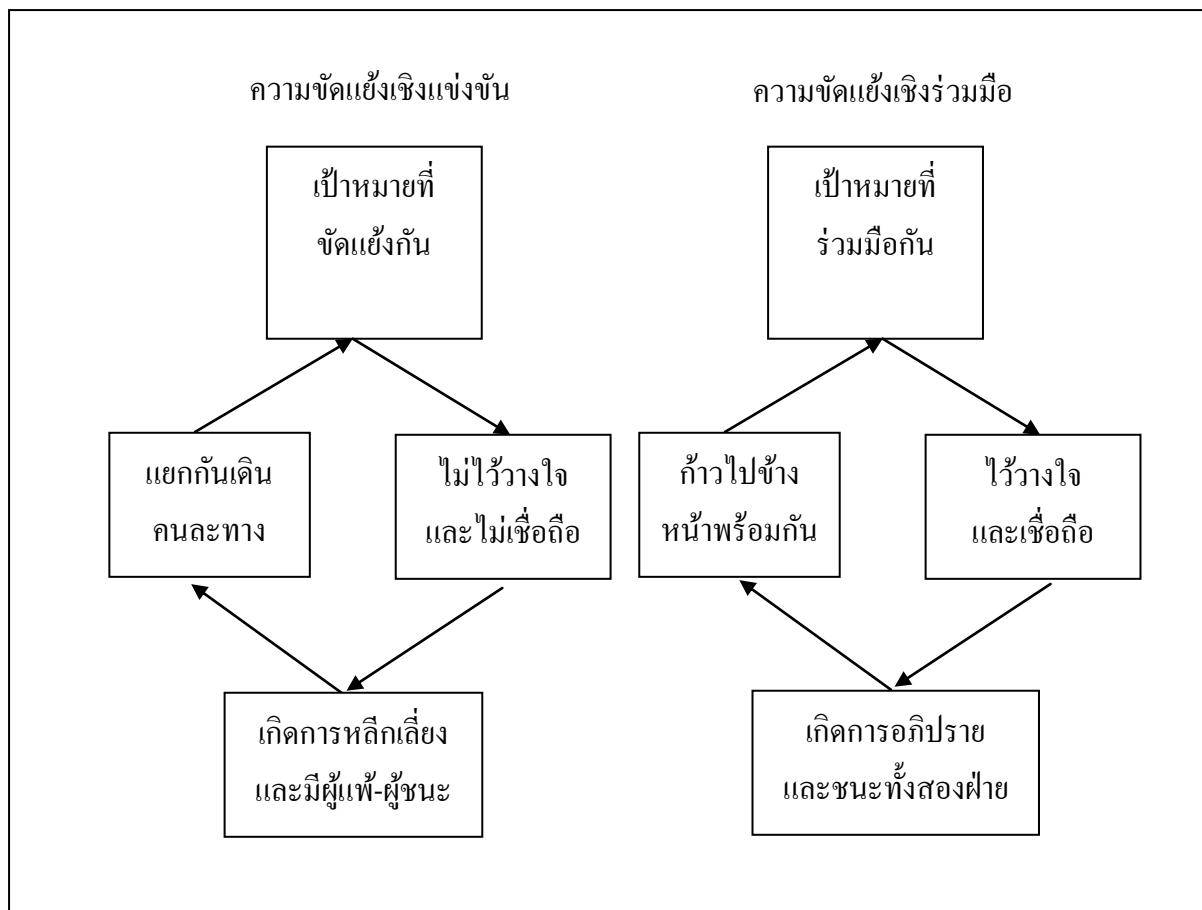 ความขัดแย้งเชิงแข่งขัน
เป้าหมายที่
ขัดแย้งกัน
แยกกันเดิน
คนละทาง
ไม่ไว้วางใจ
และไม่เชื่อถือ
เกิดการหลีกเลี่ยง
และมีผู้แพ้-ผู้ชนะ
ความขัดแย้งเชิงร่วมมือ
เป้าหมายที่
ร่วมมือกัน
ก้าวไปข้าง
หน้าพร้อมกัน
ไว้วางใจ
และเชื่อถือ
เกิดการอภิปราย
และชนะทั้งสองฝ่าย